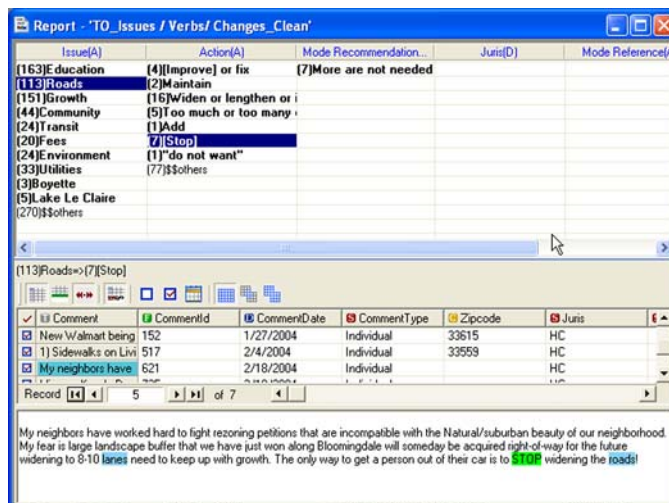 Report - 'TO_Issues / Verbs/ Changes_Clean'
Issue(A) Action(A) Mode Recommendation... Juris(D) Mode Reference(A
(163)Education (4)[Improve] or fix (7)More are not needed
(113)Roads (2)Maintain
(151)Growth (16)Widen or lengthen or i
(44)Community (5)Too much or too many
(24)Transit (1)Add
(20)Fees (7)[Stop]
(24)Environment (1)"do not want"
(33)Utilities (77)$$others
(3)Boyette
(5)Lake Le Claire
(270)$$others
(113)Roads=>(7)[Stop]
Comment CommentId CommentDate CommentType Zipcode Juris
New Walmart being 152 1/27/2004 Individual 33615 HC
1) Sidewalks on Livi 517 2/4/2004 Individual 33559 HC
My neighbors have 621 2/18/2004 Individual HC
Record 5 of 7
My neighbors have worked hard to fight rezoning petitions that are incompatible with the Natural/suburban beauty of our neighborhood.
My fear is large landscape buffer that we have just won along Bloomingdale will someday be acquired right-of-way for the future
widening to 8-10 lanes need to keep up with growth. The only way to get a person out of their car is to STOP widening the roads!